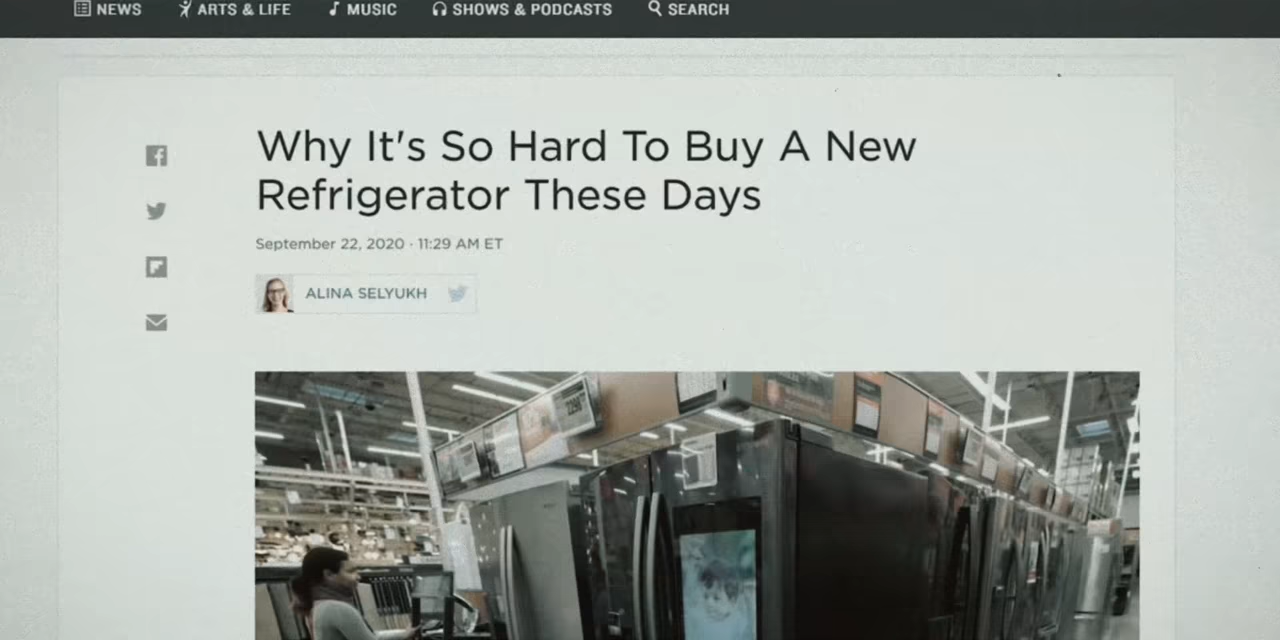 NEWS
ARTS & LIFE
MUSIC
SHOWS & PODCASTS
SEARCH
Why It's So Hard To Buy A New
Refrigerator These Days
September 22, 2020 · 11:29 AM ET
ALINA SELYUKH